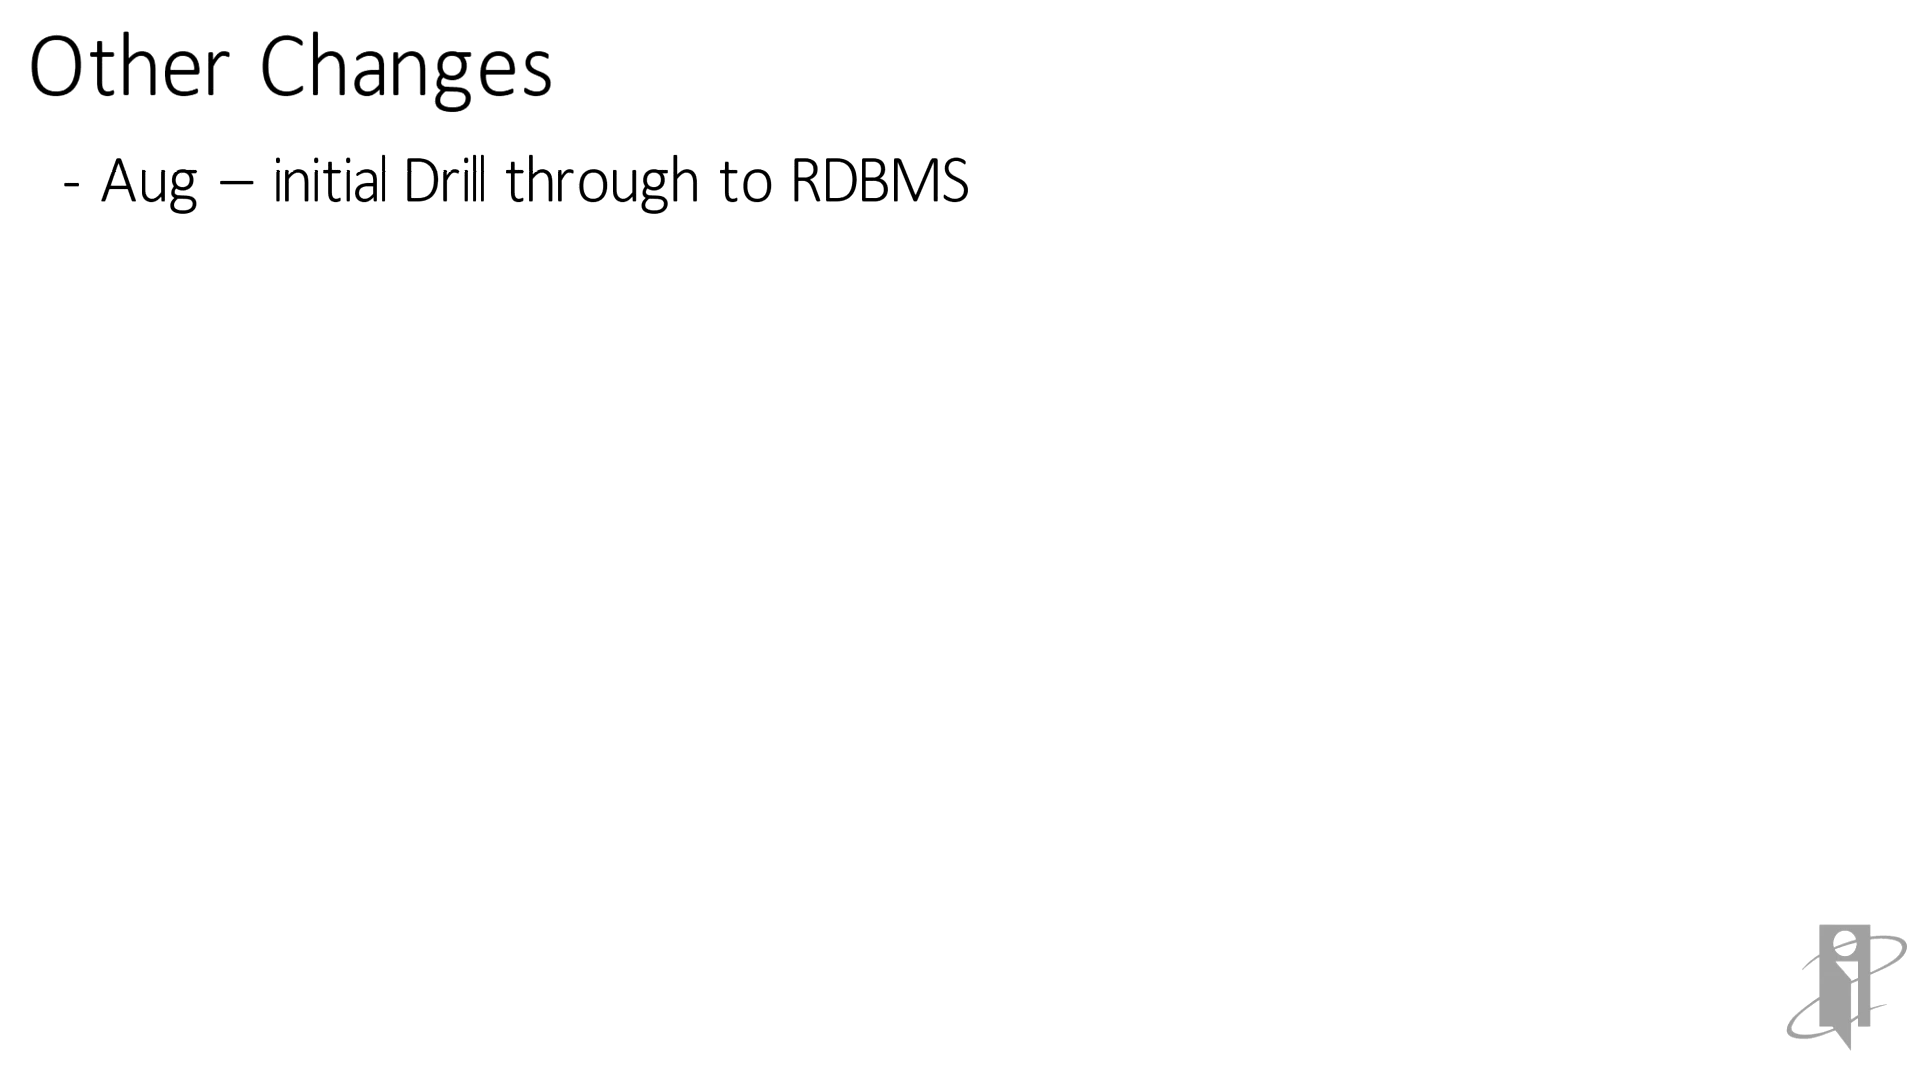 Other Changes
- Aug – initial Drill through to RDBMS